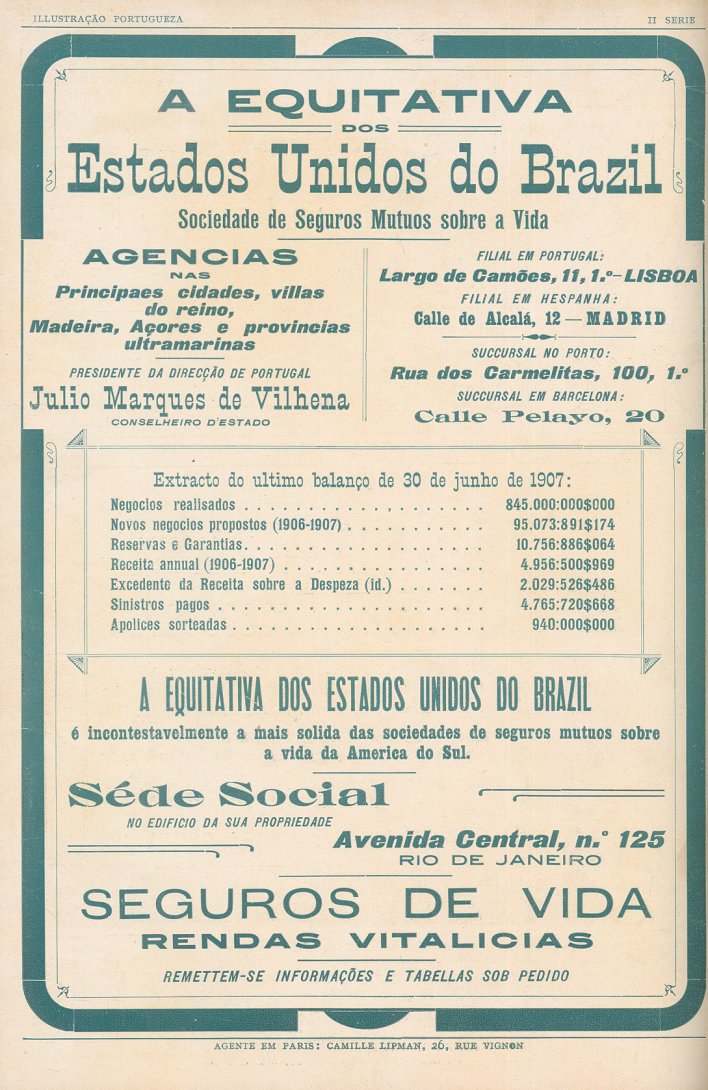 ILLUSTRAÇÃO PORTUGUEZA
II SERIE
A EQUITATIVA
DOS
Estados Unidos do Brazil
Sociedade de Seguros Mutuos sobre a Vida
AGENCIAS
NAS
Principaes cidades, villas
do reino,
Madeira, Açores e provincias
ultramarinas
PRESIDENTE DA DIRECÇÃO DE PORTUGAL
Julio Marques de Vilhena
CONSELHEIRO D'ESTADO
FILIAL EM PORTUGAL:
Largo de Camões, 11, 1.º—LISBOA
FILIAL EM HESPANHA:
Calle de Alcalá, 12 — MADRID
SUCCURSAL NO PORTO:
Rua dos Carmelitas, 100, 1.º
SUCCURSAL EM BARCELONA:
Calle Pelayo, 20
Extracto do ultimo balanço de 30 de junho de 1907:
Negocios realisados . . . . . . . . . . . . . . . . . . . 845.000:000$000
Novos negocios propostos (1906-1907) . . . . . . . . . . . 95.073:891$174
Reservas e Garantias. . . . . . . . . . . . . . . . . . . 10.756:886$064
Receita annual (1906-1907) . . . . . . . . . . . . . . . . 4.956:500$969
Excedente da Receita sobre a Despeza (id.) . . . . . . . 2.029:526$486
Sinistros pagos . . . . . . . . . . . . . . . . . . . . . 4.765:720$668
Apolices sorteadas . . . . . . . . . . . . . . . . . . . . 940:000$000
A EQUITATIVA DOS ESTADOS UNIDOS DO BRAZIL
é incontestavelmente a mais solida das sociedades de seguros mutuos sobre
a vida da America do Sul.
Séde Social
NO EDIFICIO DA SUA PROPRIEDADE
Avenida Central, n.º 125
RIO DE JANEIRO
SEGUROS DE VIDA
RENDAS VITALICIAS
REMETTEM-SE INFORMAÇÕES E TABELLAS SOB PEDIDO
AGENTE EM PARIS: CAMILLE LIPMAN, 26, RUE VIGNON